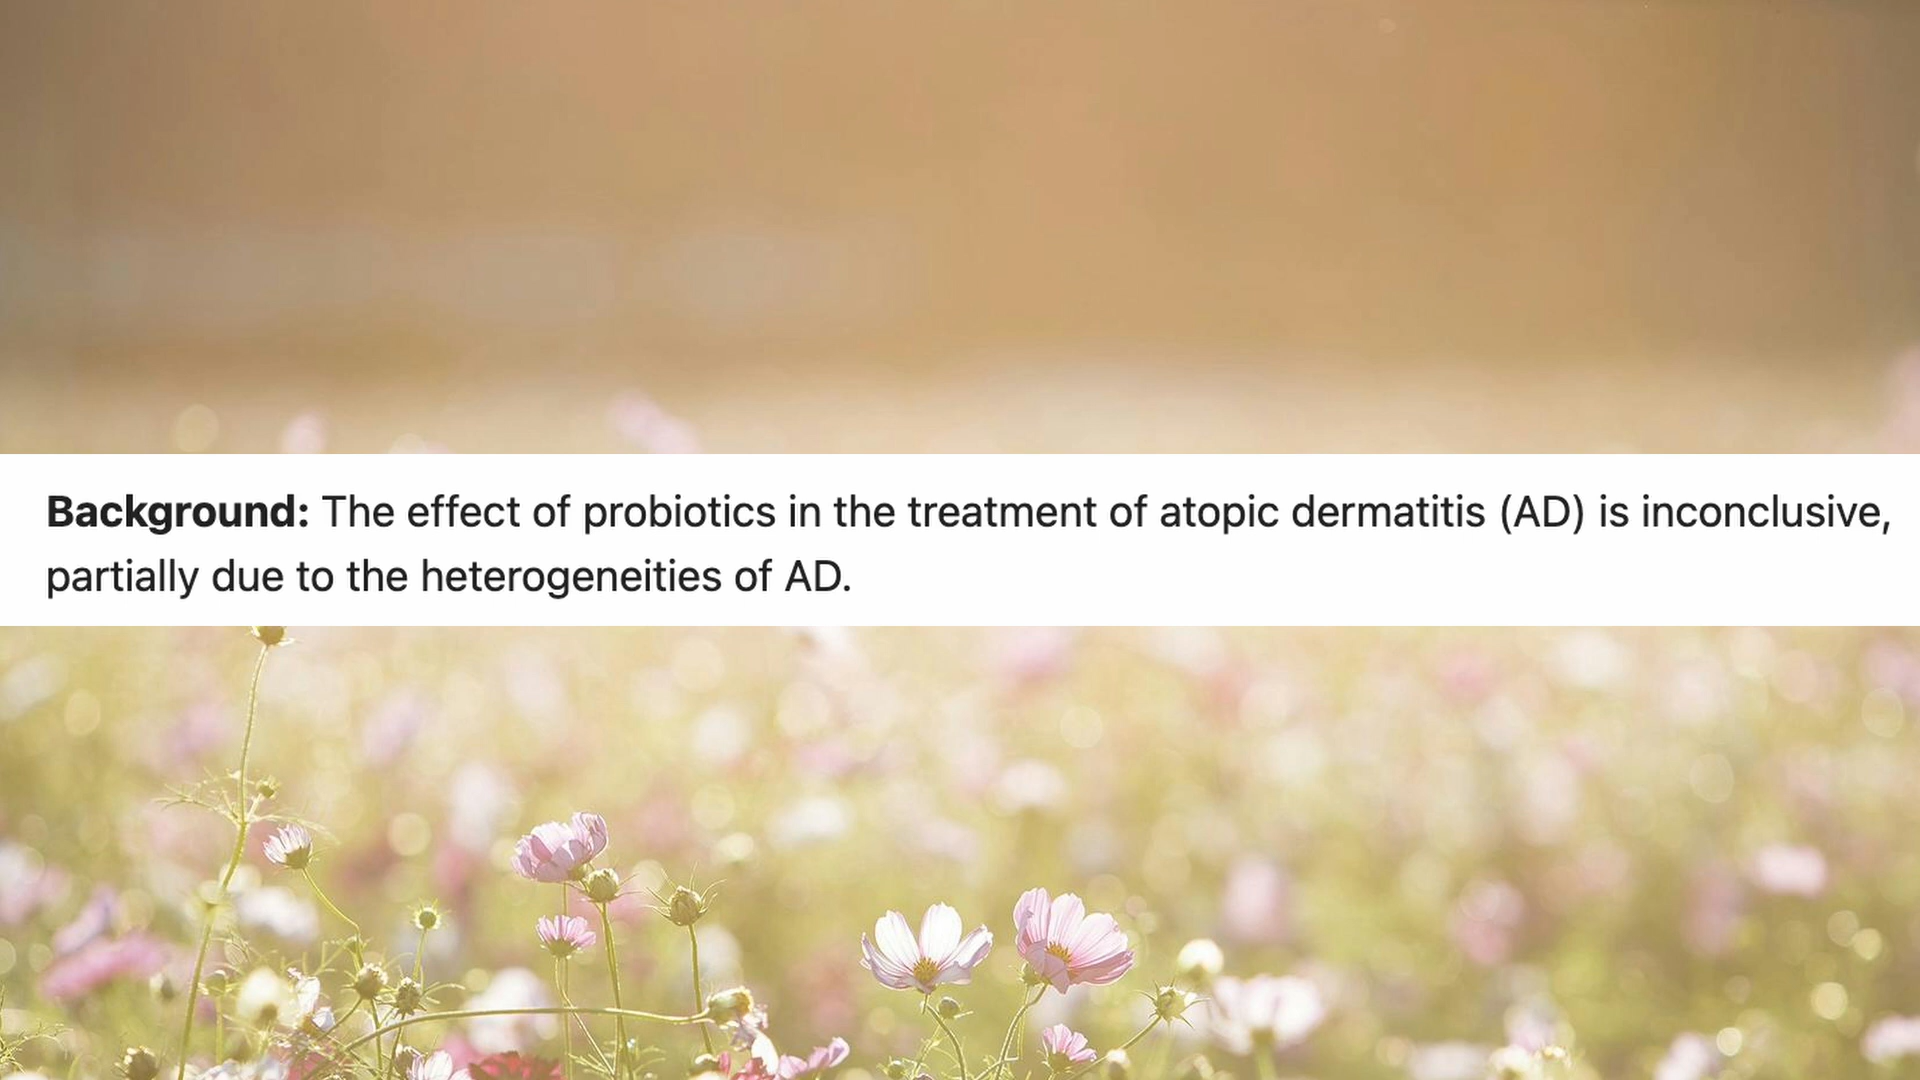 Background: The effect of probiotics in the treatment of atopic dermatitis (AD) is inconclusive,
partially due to the heterogeneities of AD.